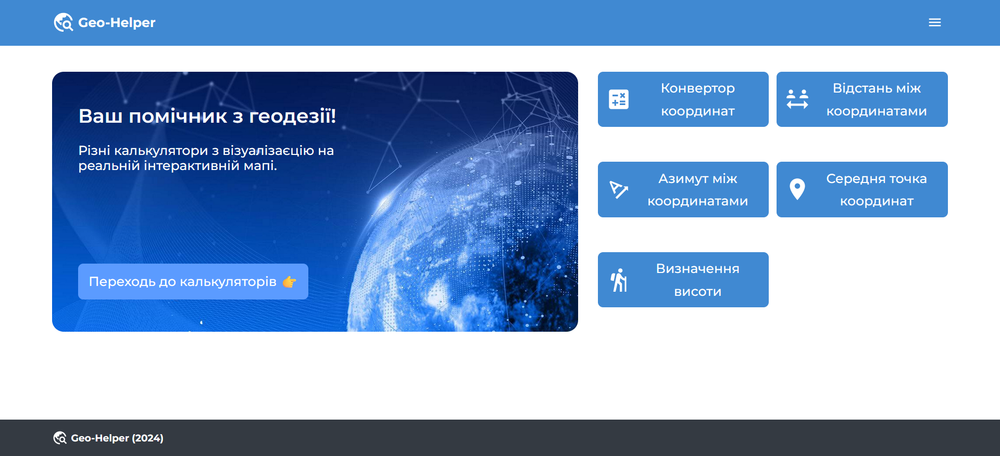 Geo-Helper
Ваш помічник з геодезії!
Різні калькулятори з візуалізаєцію на
реальній інтерактивній мапі.
Переходь до калькуляторів 👉
Конвертор
координат
Відстань між
координатами
Азимут між
координатами
Середня точка
координат
Визначення
висоти
Geo-Helper (2024)